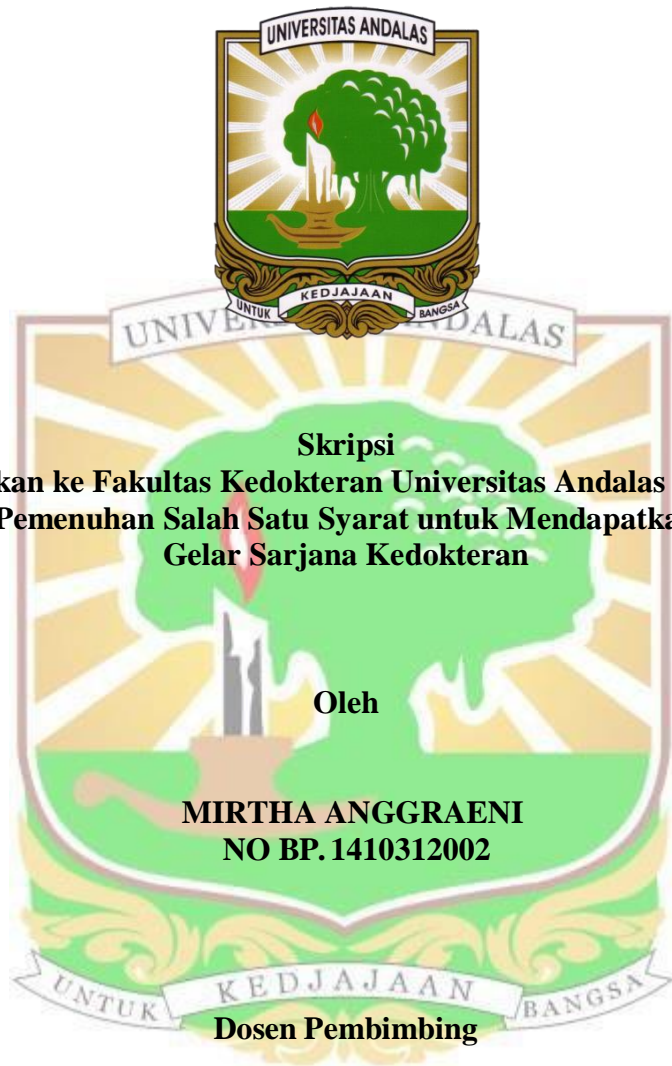 UNIVERSITAS ANDALAS
UNTUK KEDJAJAAN BANGSA
Skripsi
kan ke Fakultas Kedokteran Universitas Andalas
Pemenuhan Salah Satu Syarat untuk Mendapatka
Gelar Sarjana Kedokteran
Oleh
MIRTHA ANGGRAENI
NO BP. 1410312002
UNTUK KEDJAJAAN BANGSA
Dosen Pembimbing